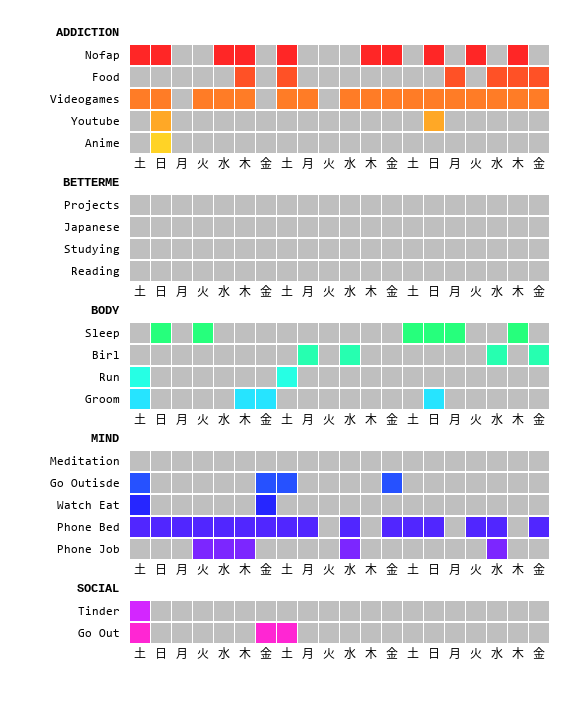 ADDICTION
Nofap
Food
Videogames
Youtube
Anime
土 日 月 火 水 木 金 土 月 火 水 木 金 土 日 月 火 水 木 金
BETTERME
Projects
Japanese
Studying
Reading
土 日 月 火 水 木 金 土 月 火 水 木 金 土 日 月 火 水 木 金
BODY
Sleep
Bir1
Run
Groom
土 日 月 火 水 木 金 土 月 火 水 木 金 土 日 月 火 水 木 金
MIND
Meditation
Go Outisde
Watch Eat
Phone Bed
Phone Job
土 日 月 火 水 木 金 土 月 火 水 木 金 土 日 月 火 水 木 金
SOCIAL
Tinder
Go Out
土 日 月 火 水 木 金 土 月 火 水 木 金 土 日 月 火 水 木 金